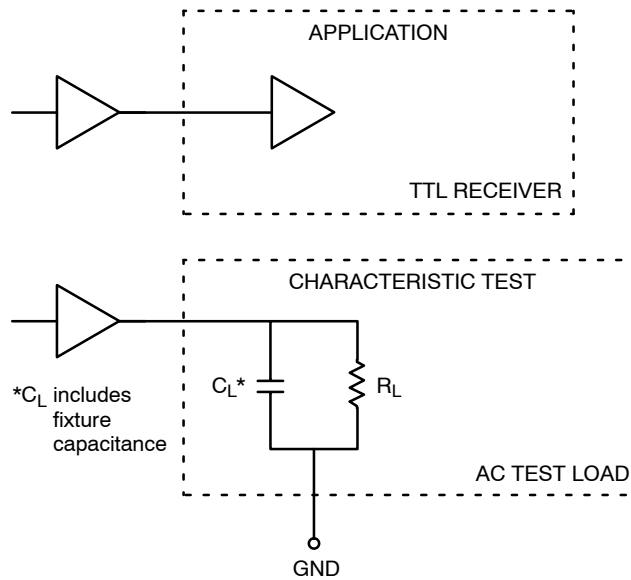 APPLICATION
TTL RECEIVER
CHARACTERISTIC TEST
*CL includes
fixture
capacitance
CL*
RL
AC TEST LOAD
GND